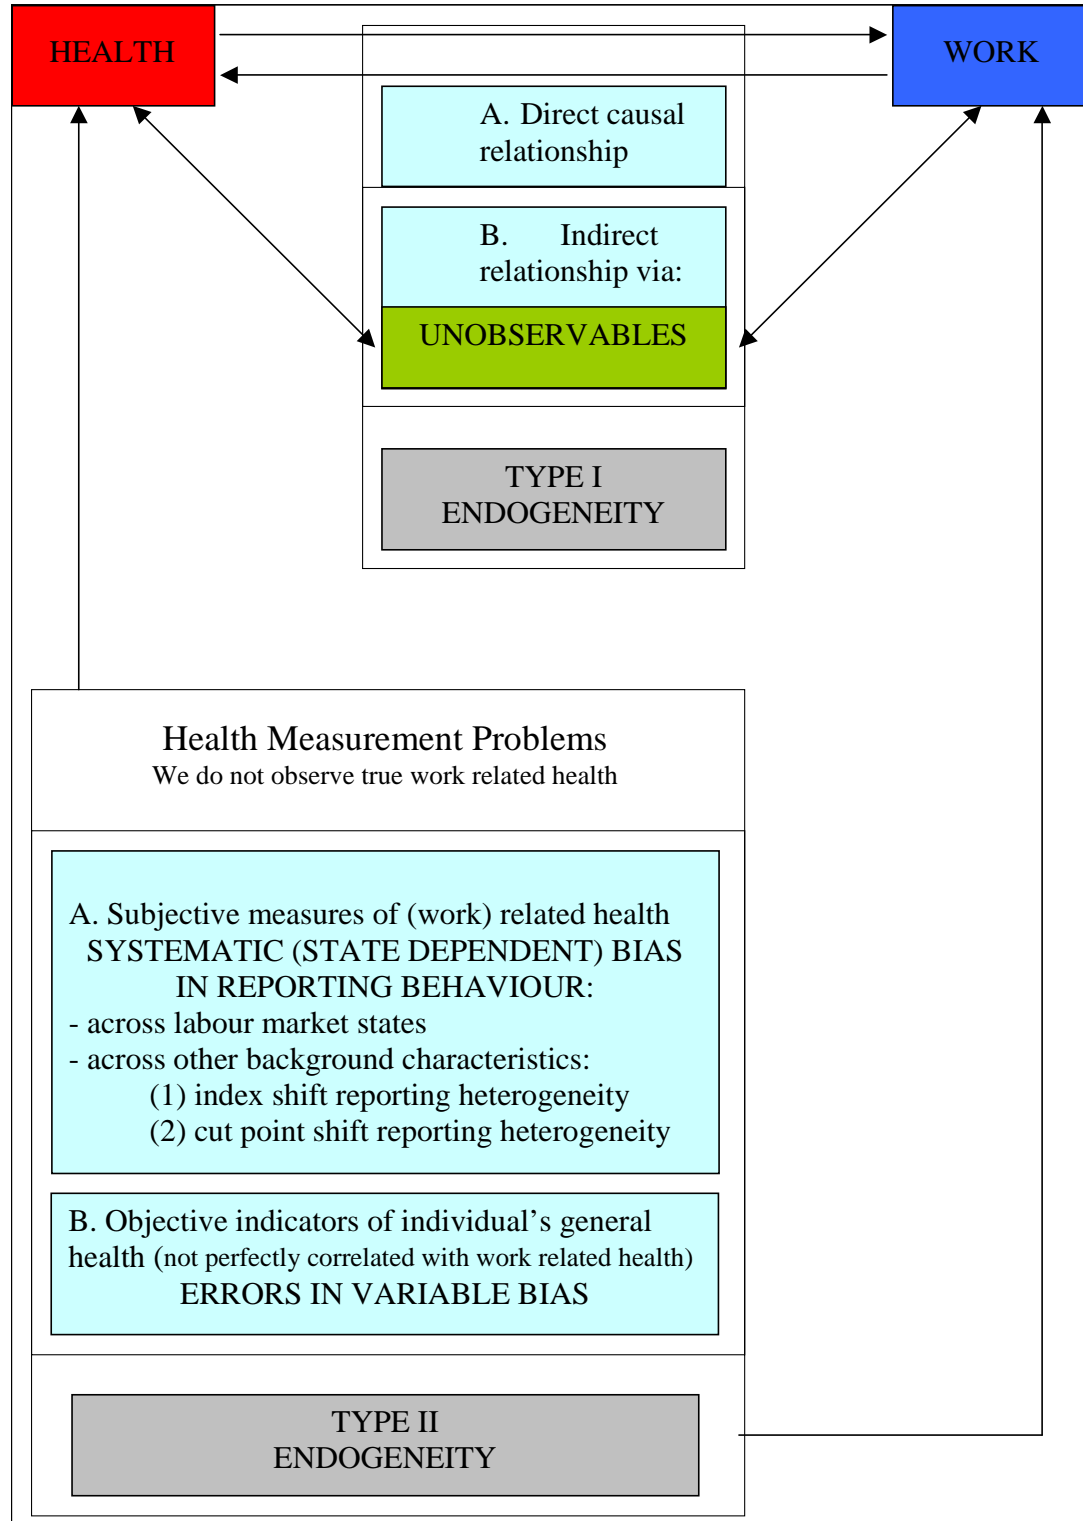 HEALTH
WORK
A. Direct causal
relationship
B. Indirect
relationship via:
UNOBSERVABLES
TYPE I
ENDOGENEITY
Health Measurement Problems
We do not observe true work related health
A. Subjective measures of (work) related health
SYSTEMATIC (STATE DEPENDENT) BIAS
IN REPORTING BEHAVIOUR:
- across labour market states
- across other background characteristics:
(1) index shift reporting heterogeneity
(2) cut point shift reporting heterogeneity
B. Objective indicators of individual’s general
health (not perfectly correlated with work related health)
ERRORS IN VARIABLE BIAS
TYPE II
ENDOGENEITY